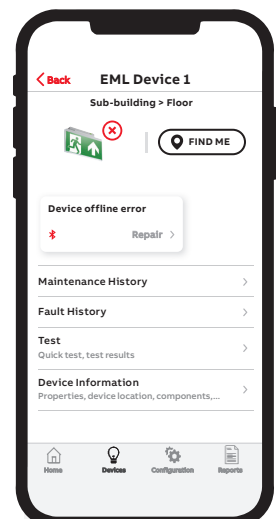 Back
EML Device 1
Sub-building > Floor
FIND ME
Device offline error
Repair
Maintenance History
Fault History
Test
Quick test, test results
Device Information
Properties, device location, components,...
Home Devices Configuration Reports